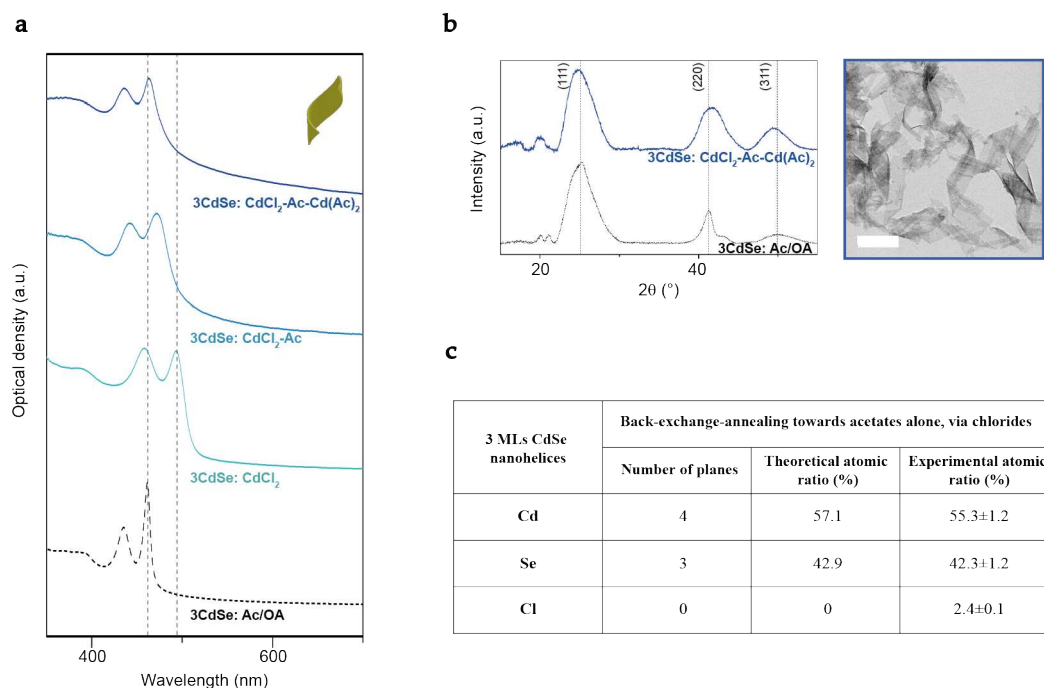 a
3CdSe: CdCl₂-Ac-Cd(Ac)₂
3CdSe: CdCl₂-Ac
3CdSe: CdCl₂
3CdSe: Ac/OA
Optical density (a.u.)
400 600
Wavelength (nm)
b
(111) (220) (311)
3CdSe: CdCl₂-Ac-Cd(Ac)₂
3CdSe: Ac/OA
Intensity (a.u.)
20 40
2θ (°)
c
3 MLs CdSe
nanohelices
Back-exchange-annealing towards acetates alone, via chlorides
Number of planes
Theoretical atomic
ratio (%)
Experimental atomic
ratio (%)
Cd 4 57.1 55.3±1.2
Se 3 42.9 42.3±1.2
Cl 0 0 2.4±0.1